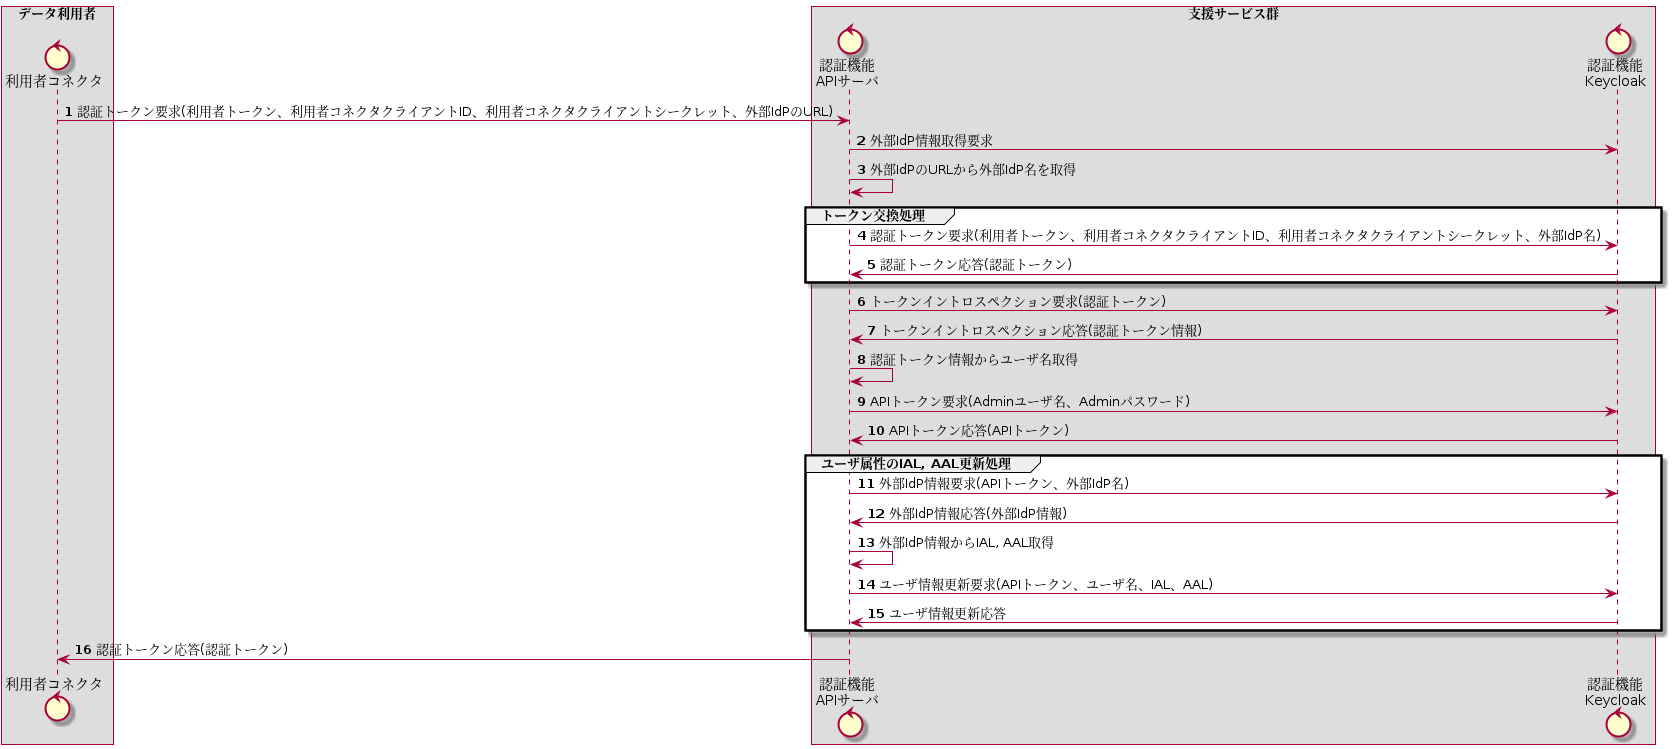 データ利用者
支援サービス群
利用者コネクタ
認証機能
APIサーバ
認証機能
Keycloak
1 認証トークン要求(利用者トークン、利用者コネクタクライアントID、利用者コネクタクライアントシークレット、外部IdPのURL)
2 外部IdP情報取得要求
3 外部IdPのURLから外部IdP名を取得
トークン交換処理
4 認証トークン要求(利用者トークン、利用者コネクタクライアントID、利用者コネクタクライアントシークレット、外部IdP名)
5 認証トークン応答(認証トークン)
6 トークンイントロスペクション要求(認証トークン)
7 トークンイントロスペクション応答(認証トークン情報)
8 認証トークン情報からユーザ名取得
9 APIトークン要求(Adminユーザ名、Adminパスワード)
10 APIトークン応答(APIトークン)
ユーザ属性のIAL, AAL更新処理
11 外部IdP情報要求(APIトークン、外部IdP名)
12 外部IdP情報応答(外部IdP情報)
13 外部IdP情報からIAL, AAL取得
14 ユーザ情報更新要求(APIトークン、ユーザ名、IAL、AAL)
15 ユーザ情報更新応答
16 認証トークン応答(認証トークン)
利用者コネクタ
認証機能
APIサーバ
認証機能
Keycloak